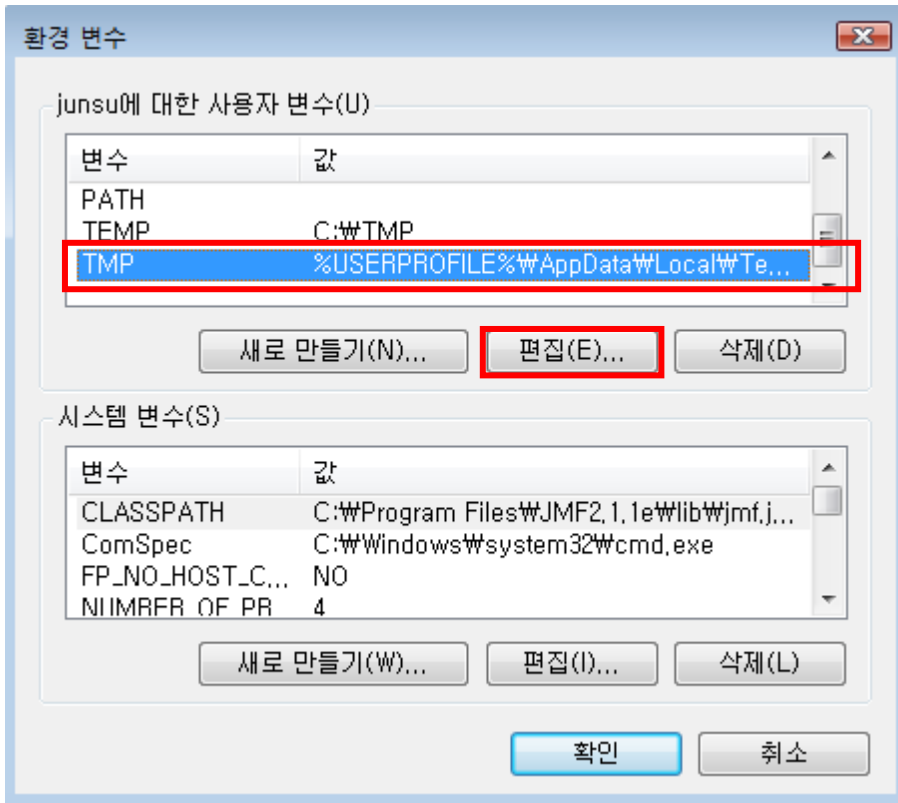 환경 변수
junsu에 대한 사용자 변수(U)
변수 값
PATH
TEMP C:₩TMP
TMP %USERPROFILE%₩AppData₩Local₩Te...
새로 만들기(N)... 편집(E)... 삭제(D)
시스템 변수(S)
변수 값
CLASSPATH C:₩Program Files₩JMF2.1.1e₩lib₩jmf.j...
ComSpec C:₩Windows₩system32₩cmd.exe
FP_NO_HOST_C... NO
NUMBER_OF_PR 4
새로 만들기(W)... 편집(I)... 삭제(L)
확인 취소